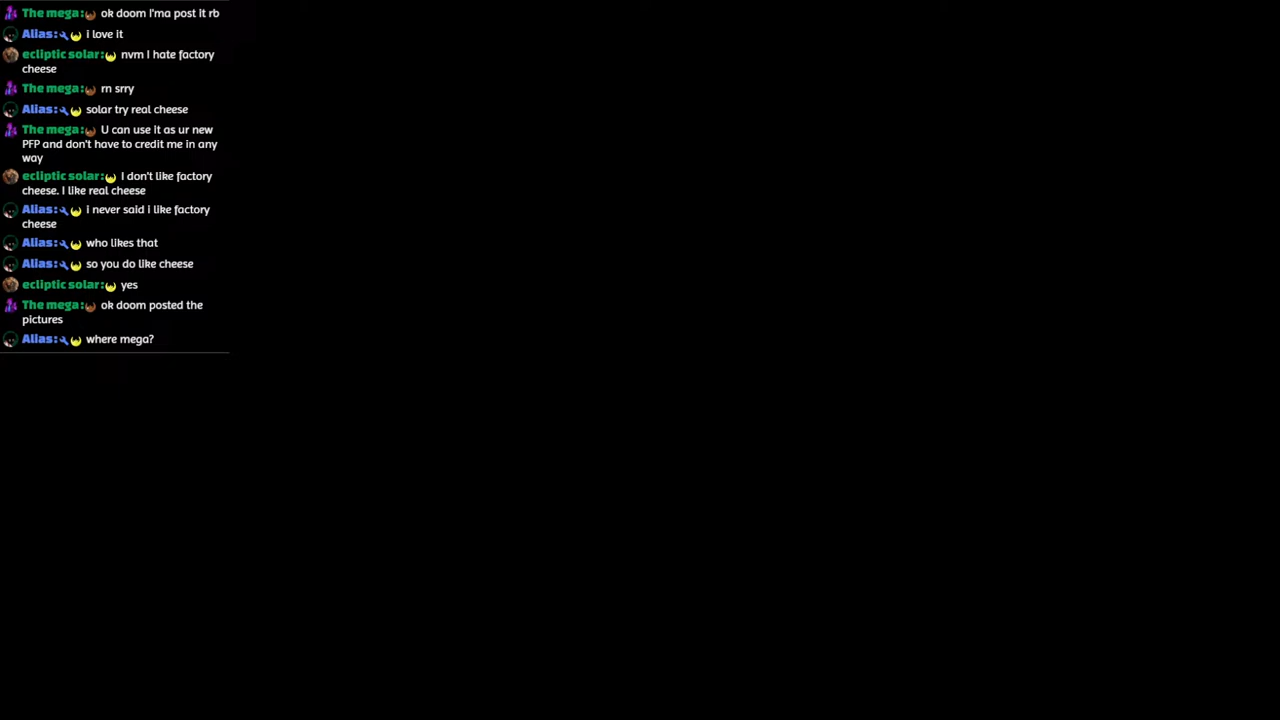 The mega: ok doom I'ma post it rb
Alias: i love it
ecliptic solar: nvm I hate factory
cheese
The mega: rn srry
Alias: solar try real cheese
The mega: U can use it as ur new
PFP and don't have to credit me in any
way
ecliptic solar: I don't like factory
cheese. I like real cheese
Alias: i never said i like factory
cheese
Alias: who likes that
Alias: so you do like cheese
ecliptic solar: yes
The mega: ok doom posted the
pictures
Alias: where mega?